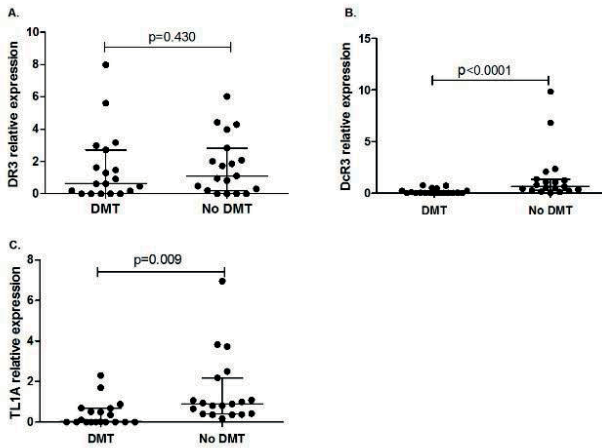 A.
p=0.430
DR3 relative expression
10
8
6
4
2
0
DMT
No DMT
B.
p<0.0001
DcR3 relative expression
15
10
5
0
DMT
No DMT
C.
p=0.009
TL1A relative expression
8
6
4
2
0
DMT
No DMT